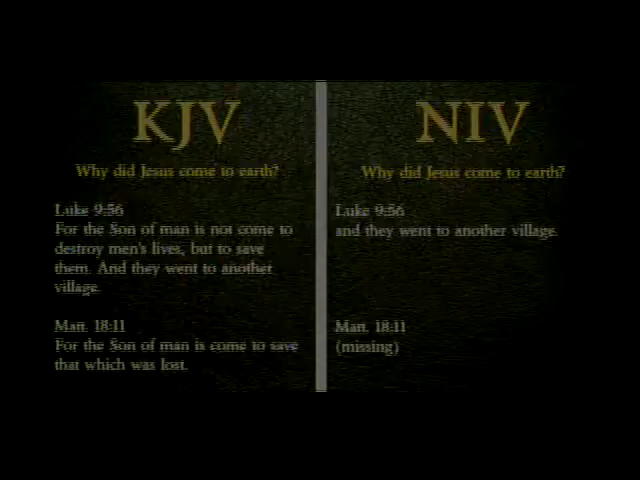 KJV
Why did Jesus come to earth?
Luke 9:56
For the Son of man is not come to
destroy men's lives, but to save
them. And they went to another
village.
Matt. 18:11
For the Son of man is come to save
that which was lost.
NIV
Why did Jesus come to earth?
Luke 9:56
and they went to another village.
Matt. 18:11
(missing)